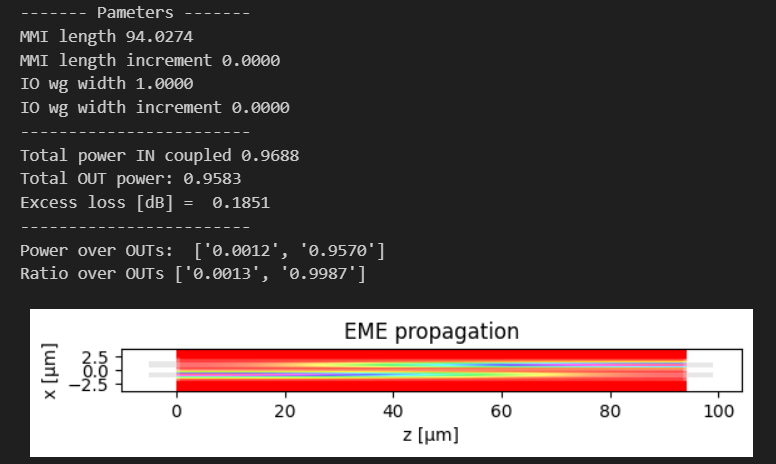 ------- Pameters -------
MMI length 94.0274
MMI length increment 0.0000
IO wg width 1.0000
IO wg width increment 0.0000
------------------------
Total power IN coupled 0.9688
Total OUT power: 0.9583
Excess loss [dB] =  0.1851
------------------------
Power over OUTs:  ['0.0012', '0.9570']
Ratio over OUTs ['0.0013', '0.9987']
EME propagation
x [μm]
2.5
0.0
−2.5
0 20 40 60 80 100
z [μm]